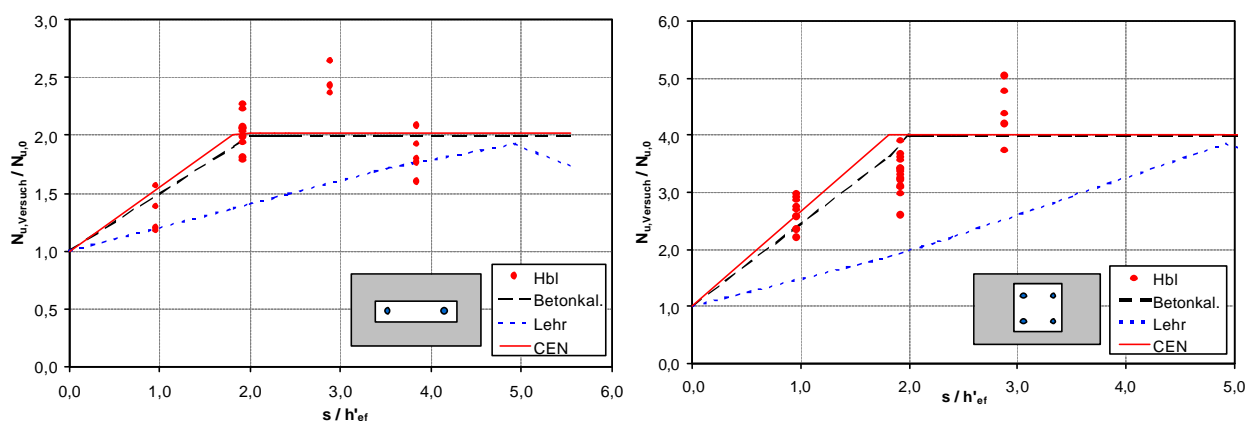 3,0
2,5
2,0
1,5
1,0
0,5
0,0
N_u,Versuch / N_u,0
0,0 1,0 2,0 3,0 4,0 5,0 6,0
s / h'ef
Hbl
Betonkal.
Lehr
CEN
6,0
5,0
4,0
3,0
2,0
1,0
0,0
N_u,Versuch / N_u,0
0,0 1,0 2,0 3,0 4,0 5,0
s / h'ef
Hbl
Betonkal.
Lehr
CEN